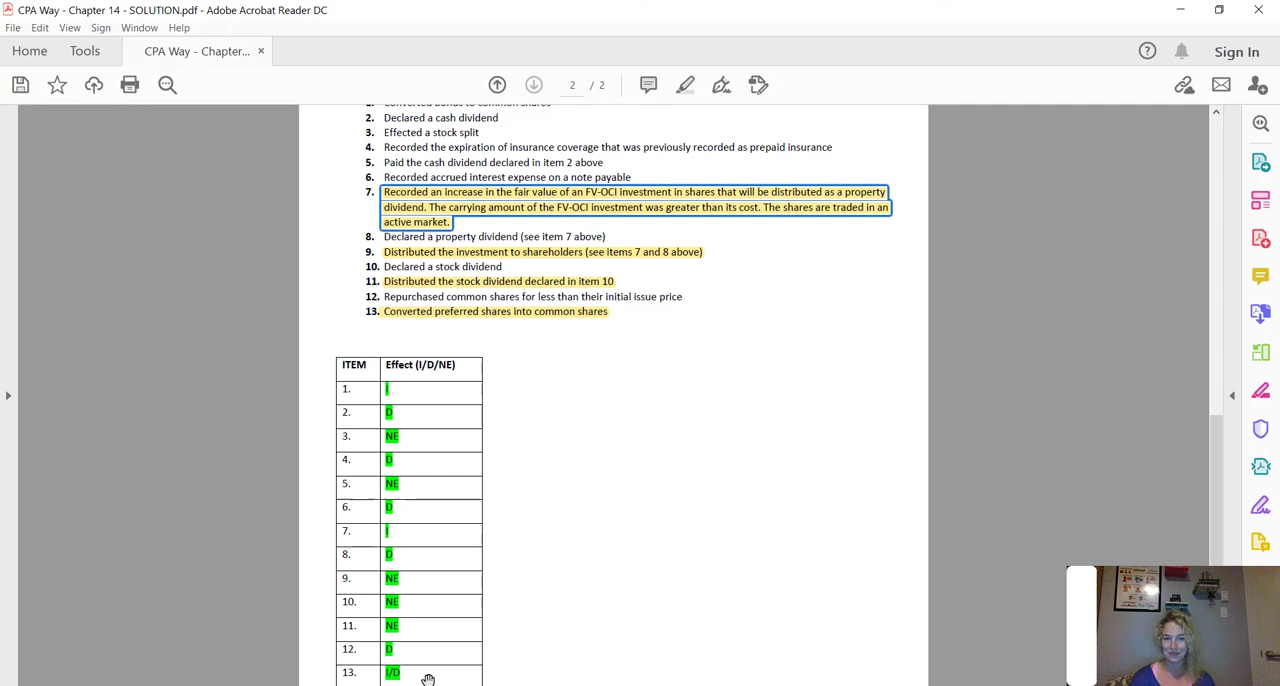 CPA Way - Chapter 14 - SOLUTION.pdf - Adobe Acrobat Reader DC
File Edit View Sign Window Help
Home Tools CPA Way - Chapter... × Sign In
2 / 2
1. Converted bonds to common shares
2. Declared a cash dividend
3. Effected a stock split
4. Recorded the expiration of insurance coverage that was previously recorded as prepaid insurance
5. Paid the cash dividend declared in item 2 above
6. Recorded accrued interest expense on a note payable
7. Recorded an increase in the fair value of an FV-OCI investment in shares that will be distributed as a property
dividend. The carrying amount of the FV-OCI investment was greater than its cost. The shares are traded in an
active market.
8. Declared a property dividend (see item 7 above)
9. Distributed the investment to shareholders (see items 7 and 8 above)
10. Declared a stock dividend
11. Distributed the stock dividend declared in item 10
12. Repurchased common shares for less than their initial issue price
13. Converted preferred shares into common shares
ITEM Effect (I/D/NE)
1. I
2. D
3. NE
4. D
5. NE
6. D
7. I
8. D
9. NE
10. NE
11. NE
12. D
13. I/D